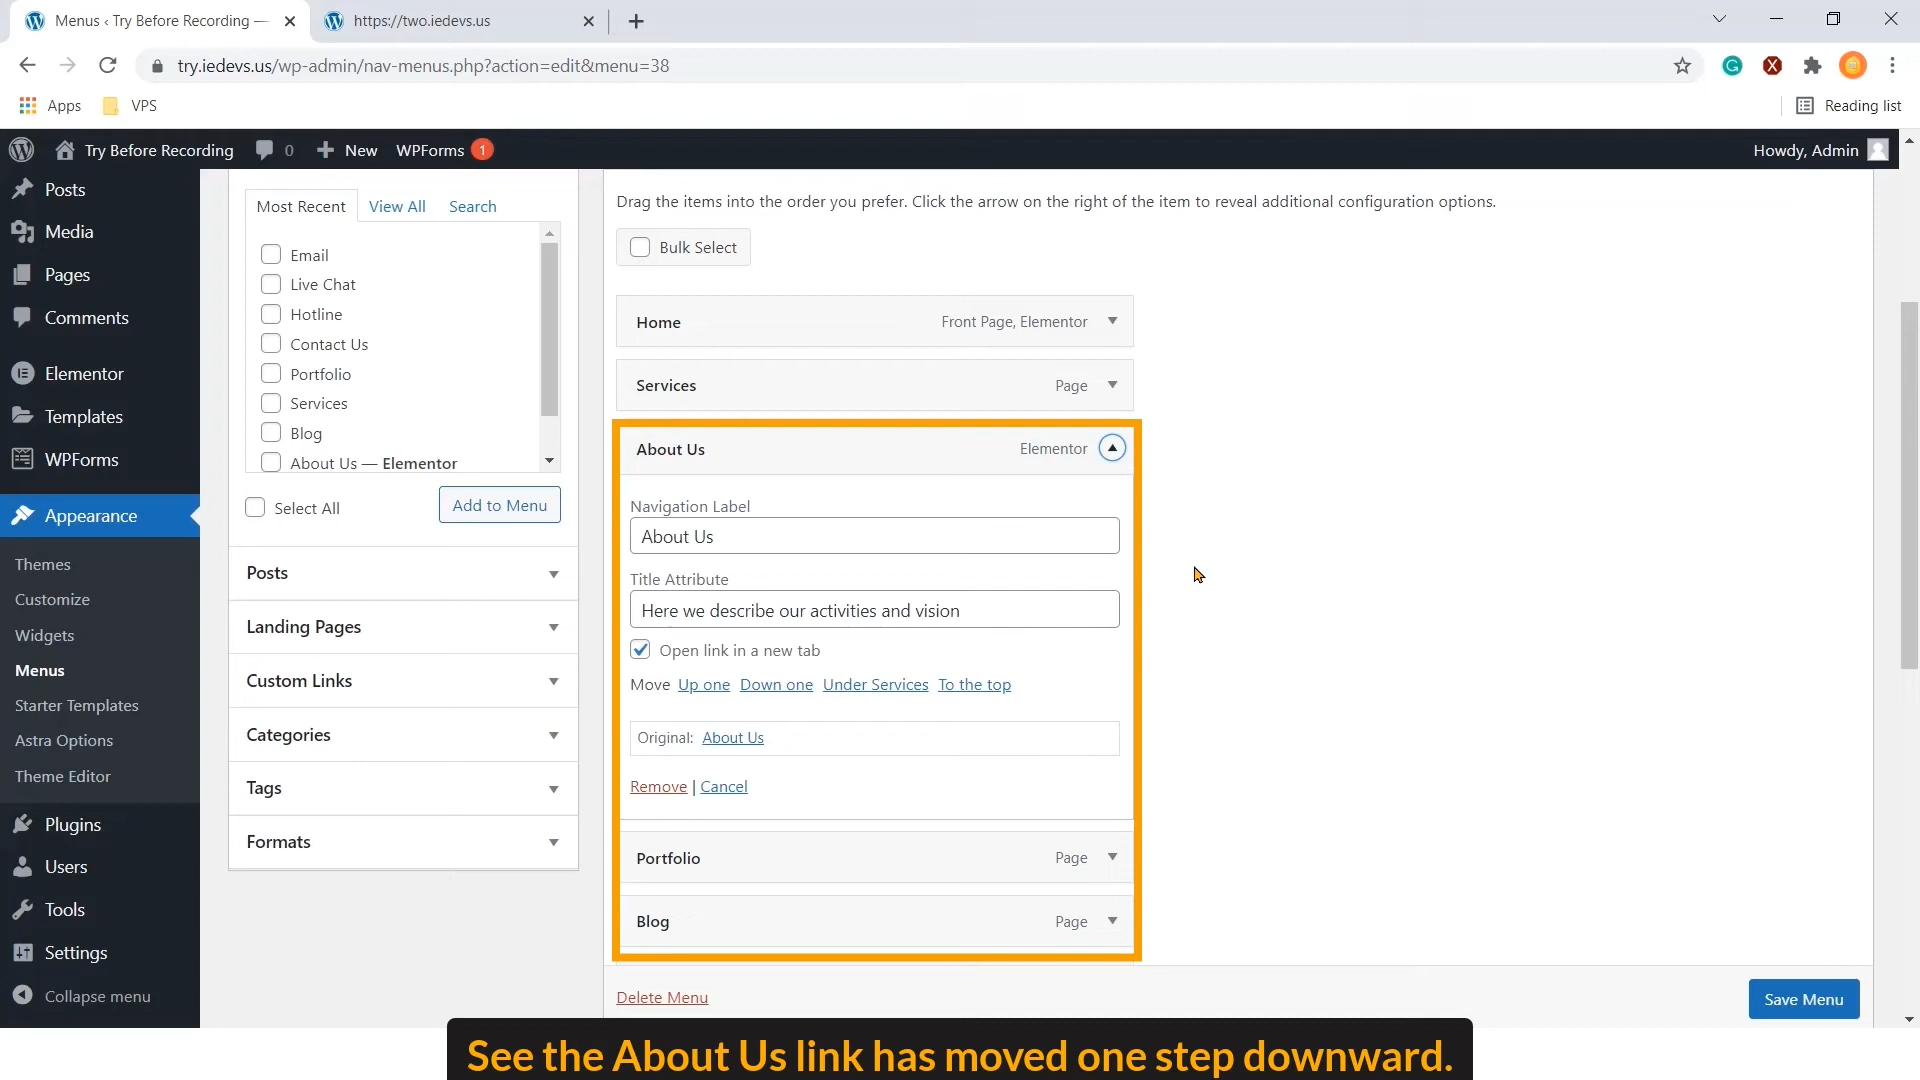 Menus ‹ Try Before Recording —
https://two.iedevs.us
try.iedevs.us/wp-admin/nav-menus.php?action=edit&menu=38
Apps
VPS
Reading list
Try Before Recording
0
New
WPForms
1
Howdy, Admin
Posts
Media
Pages
Comments
Elementor
Templates
WPForms
Appearance
Themes
Customize
Widgets
Menus
Starter Templates
Astra Options
Theme Editor
Plugins
Users
Tools
Settings
Collapse menu
Most Recent
View All
Search
Email
Live Chat
Hotline
Contact Us
Portfolio
Services
Blog
About Us — Elementor
Select All
Add to Menu
Posts
Landing Pages
Custom Links
Categories
Tags
Formats
Drag the items into the order you prefer. Click the arrow on the right of the item to reveal additional configuration options.
Bulk Select
Home Front Page, Elementor
Services Page
About Us Elementor
Navigation Label
About Us
Title Attribute
Here we describe our activities and vision
Open link in a new tab
Move Up one Down one Under Services To the top
Original: About Us
Remove | Cancel
Portfolio Page
Blog Page
Delete Menu
Save Menu
See the About Us link has moved one step downward.